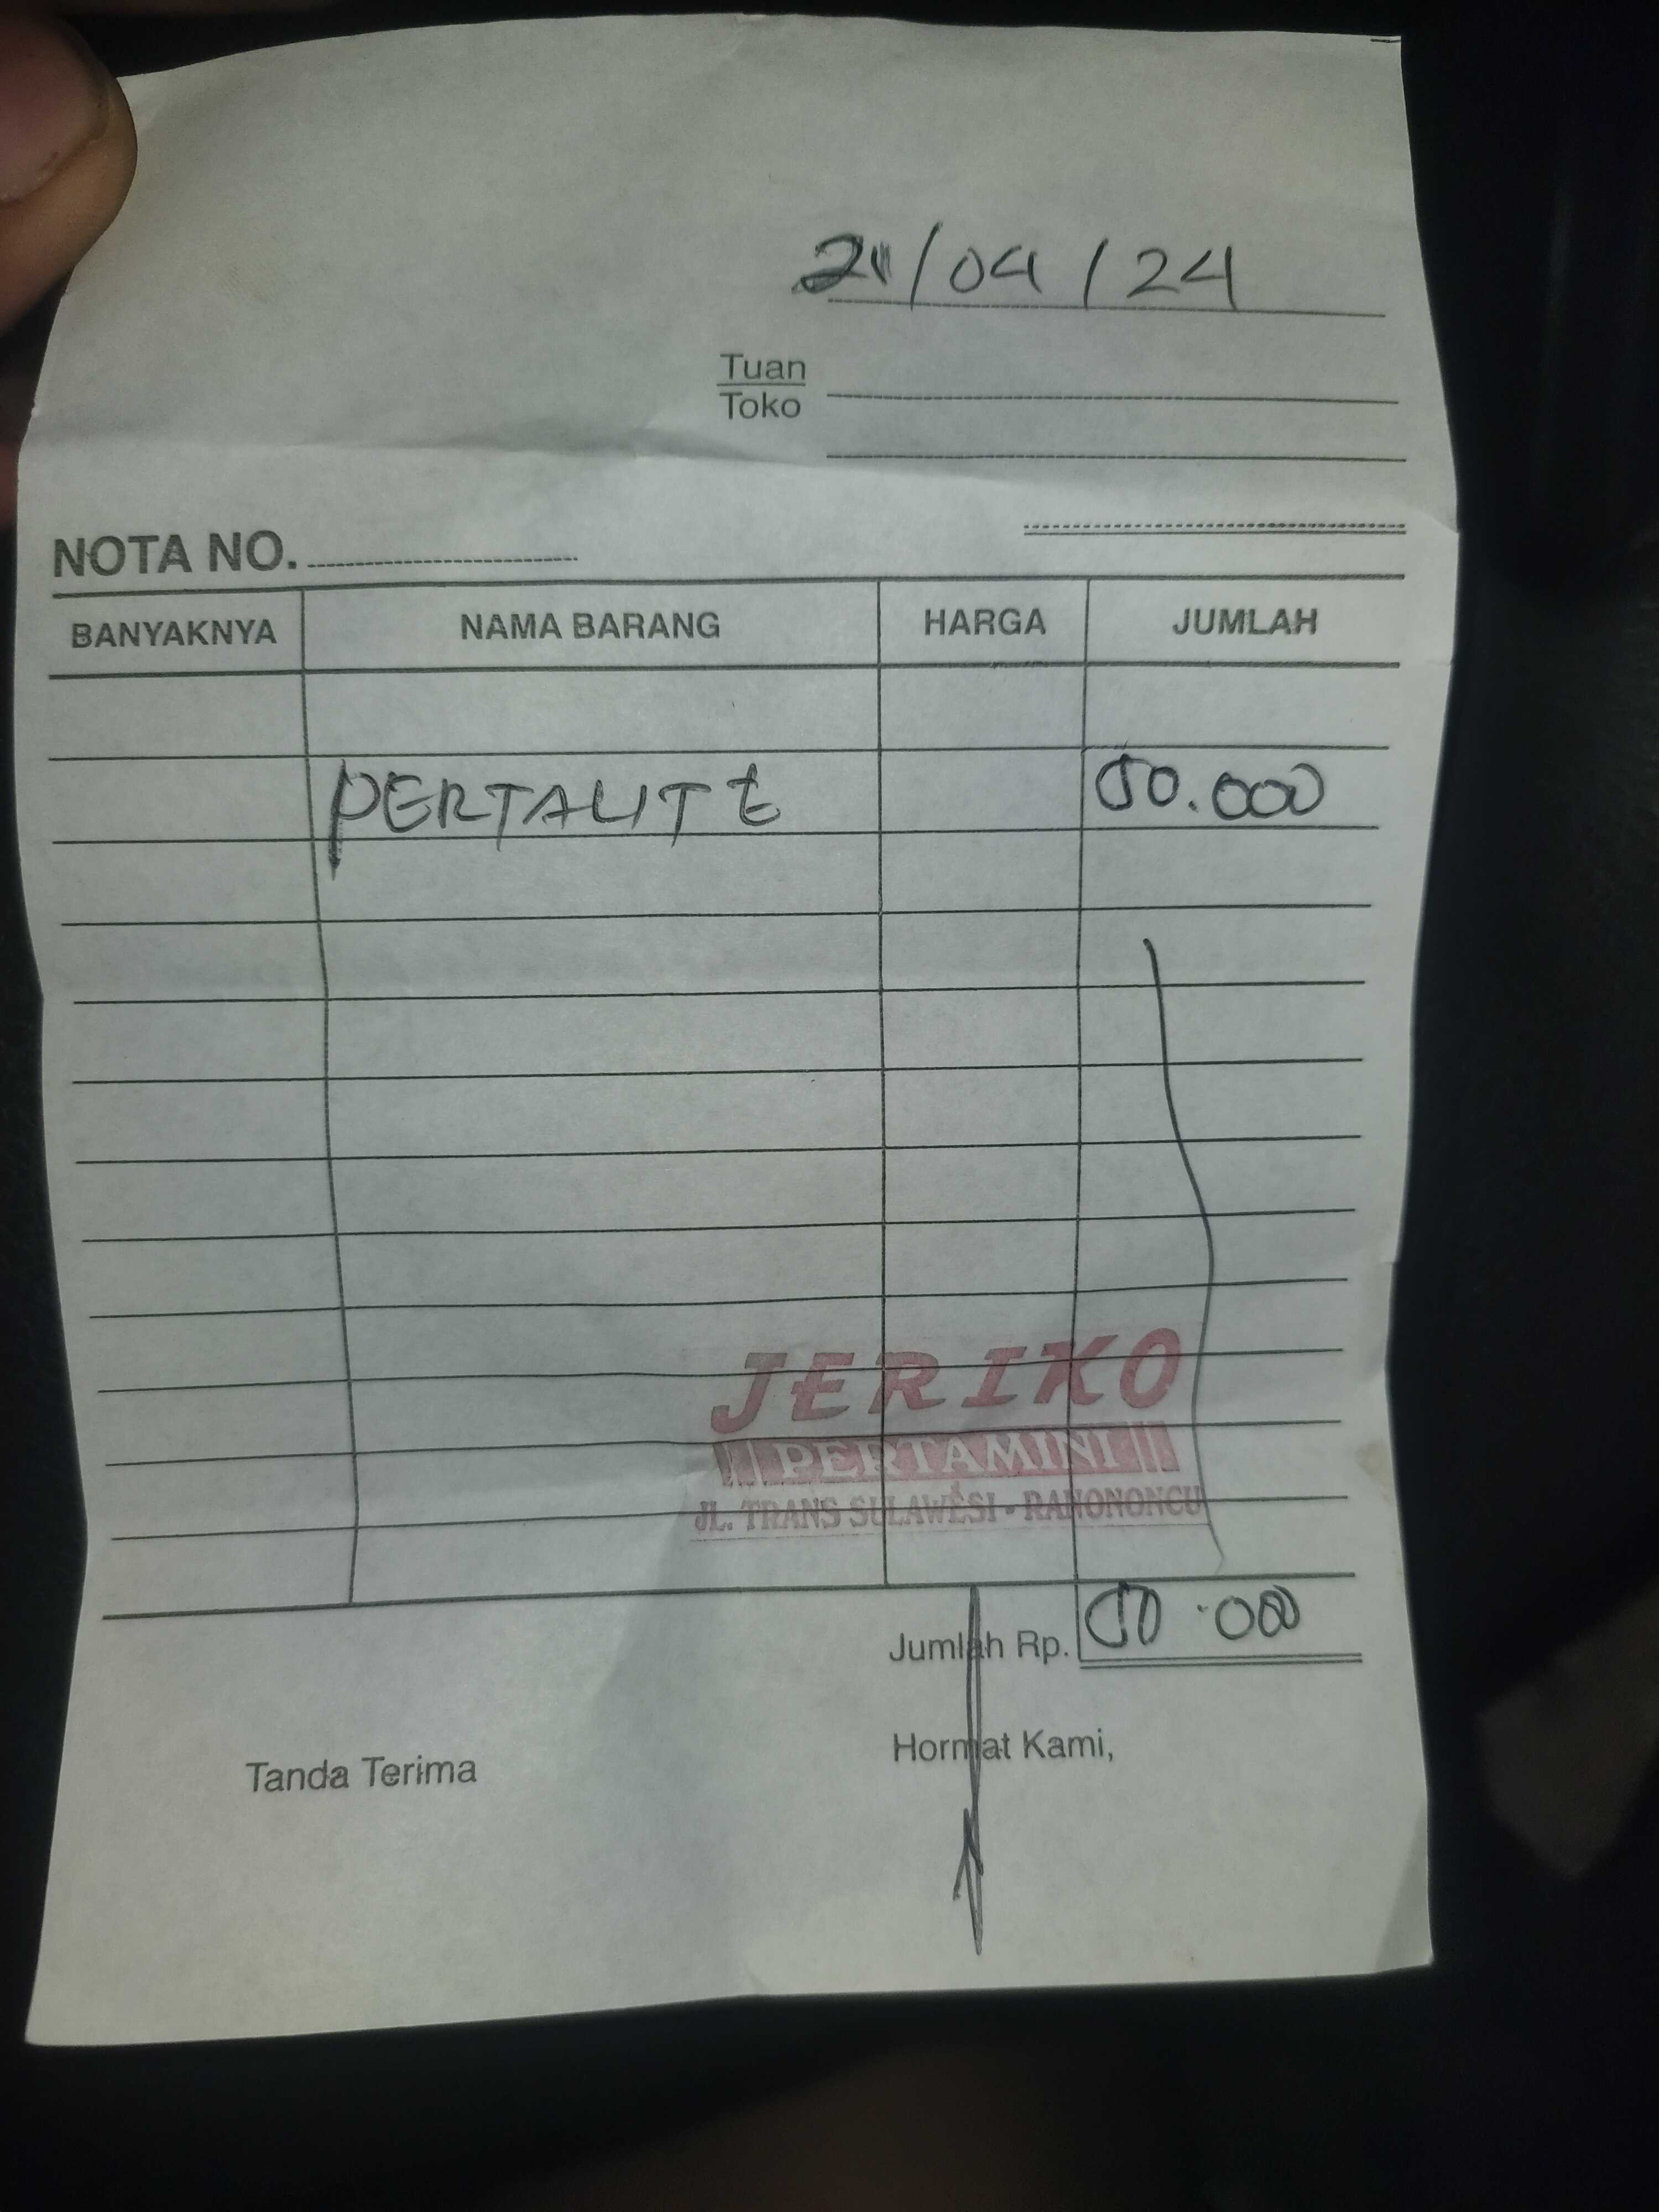 21/04/24
Tuan
Toko
NOTA NO.
BANYAKNYA NAMA BARANG HARGA JUMLAH
PERTALITE 50.000
JERIKO
PERTAMINI
JL. TRANS SULAWESI - RANONONCU
Jumlah Rp. 50.000
Tanda Terima Hormat Kami,